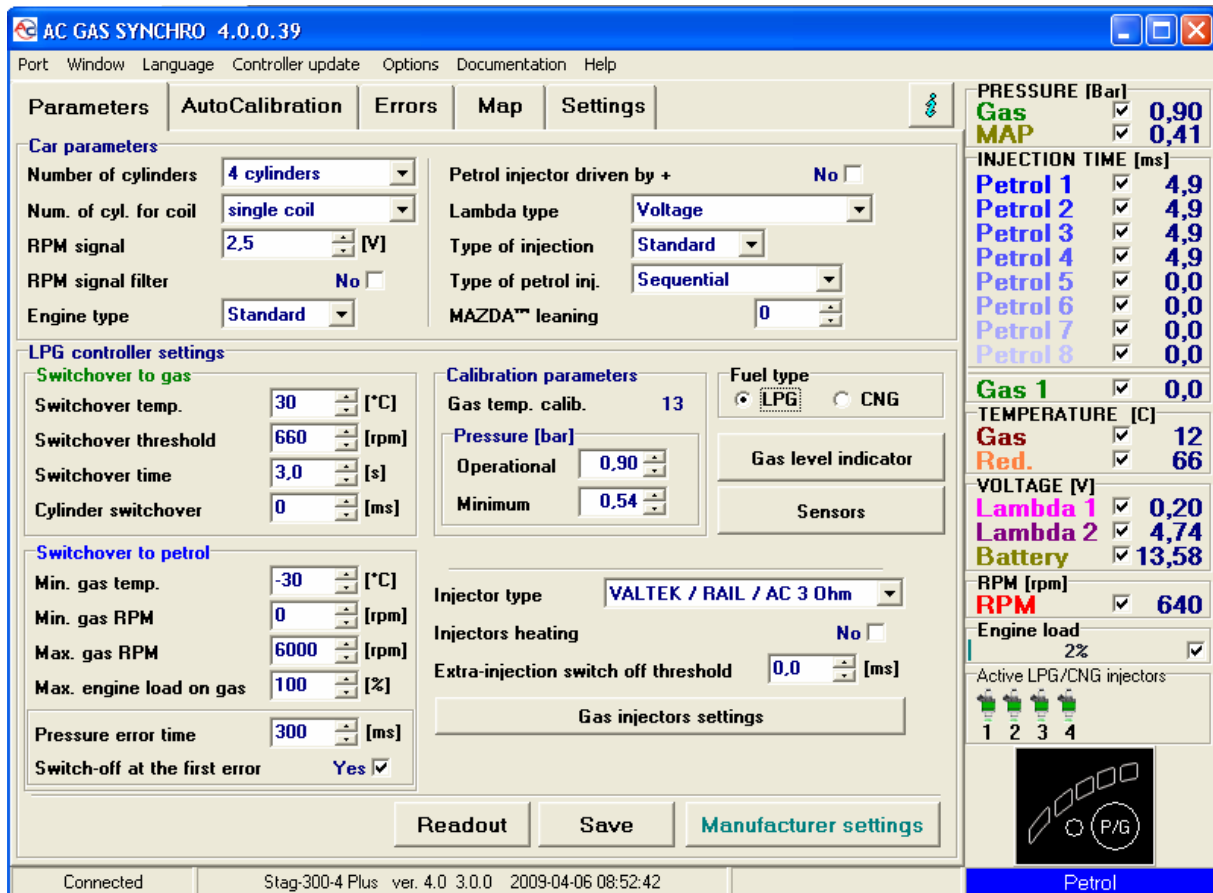 AC GAS SYNCHRO 4.0.0.39
Port Window Language Controller update Options Documentation Help
Parameters AutoCalibration Errors Map Settings i
Car parameters
Number of cylinders 4 cylinders
Num. of cyl. for coil single coil
RPM signal 2,5 [V]
RPM signal filter No
Engine type Standard
Petrol injector driven by + No
Lambda type Voltage
Type of injection Standard
Type of petrol inj. Sequential
MAZDA™ leaning 0
LPG controller settings
Switchover to gas
Switchover temp. 30 [°C]
Switchover threshold 660 [rpm]
Switchover time 3,0 [s]
Cylinder switchover 0 [ms]
Switchover to petrol
Min. gas temp. -30 [°C]
Min. gas RPM 0 [rpm]
Max. gas RPM 6000 [rpm]
Max. engine load on gas 100 [%]
Pressure error time 300 [ms]
Switch-off at the first error Yes
Calibration parameters
Gas temp. calib. 13
Pressure [bar]
Operational 0,90
Minimum 0,54
Fuel type
LPG CNG
Gas level indicator
Sensors
Injector type VALTEK / RAIL / AC 3 Ohm
Injectors heating No
Extra-injection switch off threshold 0,0 [ms]
Gas injectors settings
Readout Save Manufacturer settings
PRESSURE [Bar]
Gas 0,90
MAP 0,41
INJECTION TIME [ms]
Petrol 1 4,9
Petrol 2 4,9
Petrol 3 4,9
Petrol 4 4,9
Petrol 5 0,0
Petrol 6 0,0
Petrol 7 0,0
Petrol 8 0,0
Gas 1 0,0
TEMPERATURE [C]
Gas 12
Red. 66
VOLTAGE [V]
Lambda 1 0,20
Lambda 2 4,74
Battery 13,58
RPM [rpm]
RPM 640
Engine load
2%
Active LPG/CNG injectors
1 2 3 4
P/G
Connected Stag-300-4 Plus ver. 4.0 3.0.0 2009-04-06 08:52:42 Petrol